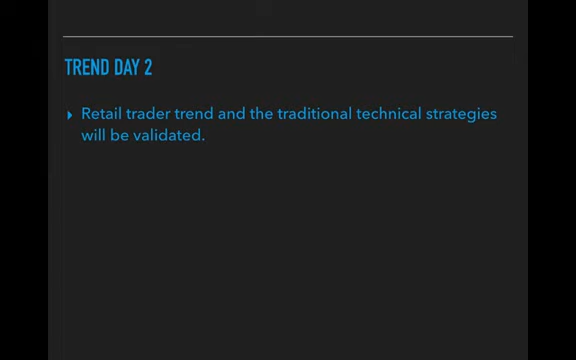 TREND DAY 2
Retail trader trend and the traditional technical strategies
will be validated.